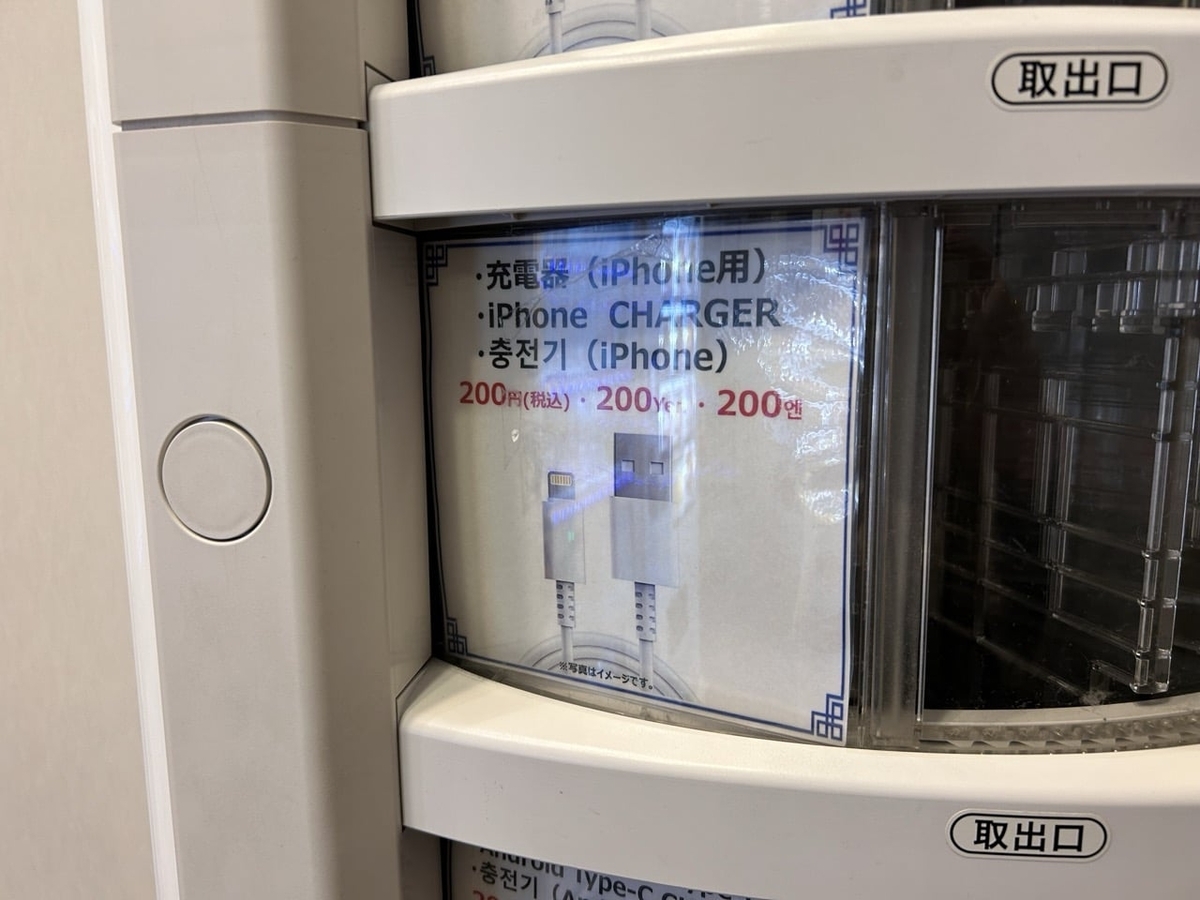 取出口
・充電器（iPhone用）
・iPhone CHARGER
・충전기（iPhone）
200円(税込)・200Yen・200엔
※写真はイメージです。
取出口
Android Type-C
・충전기